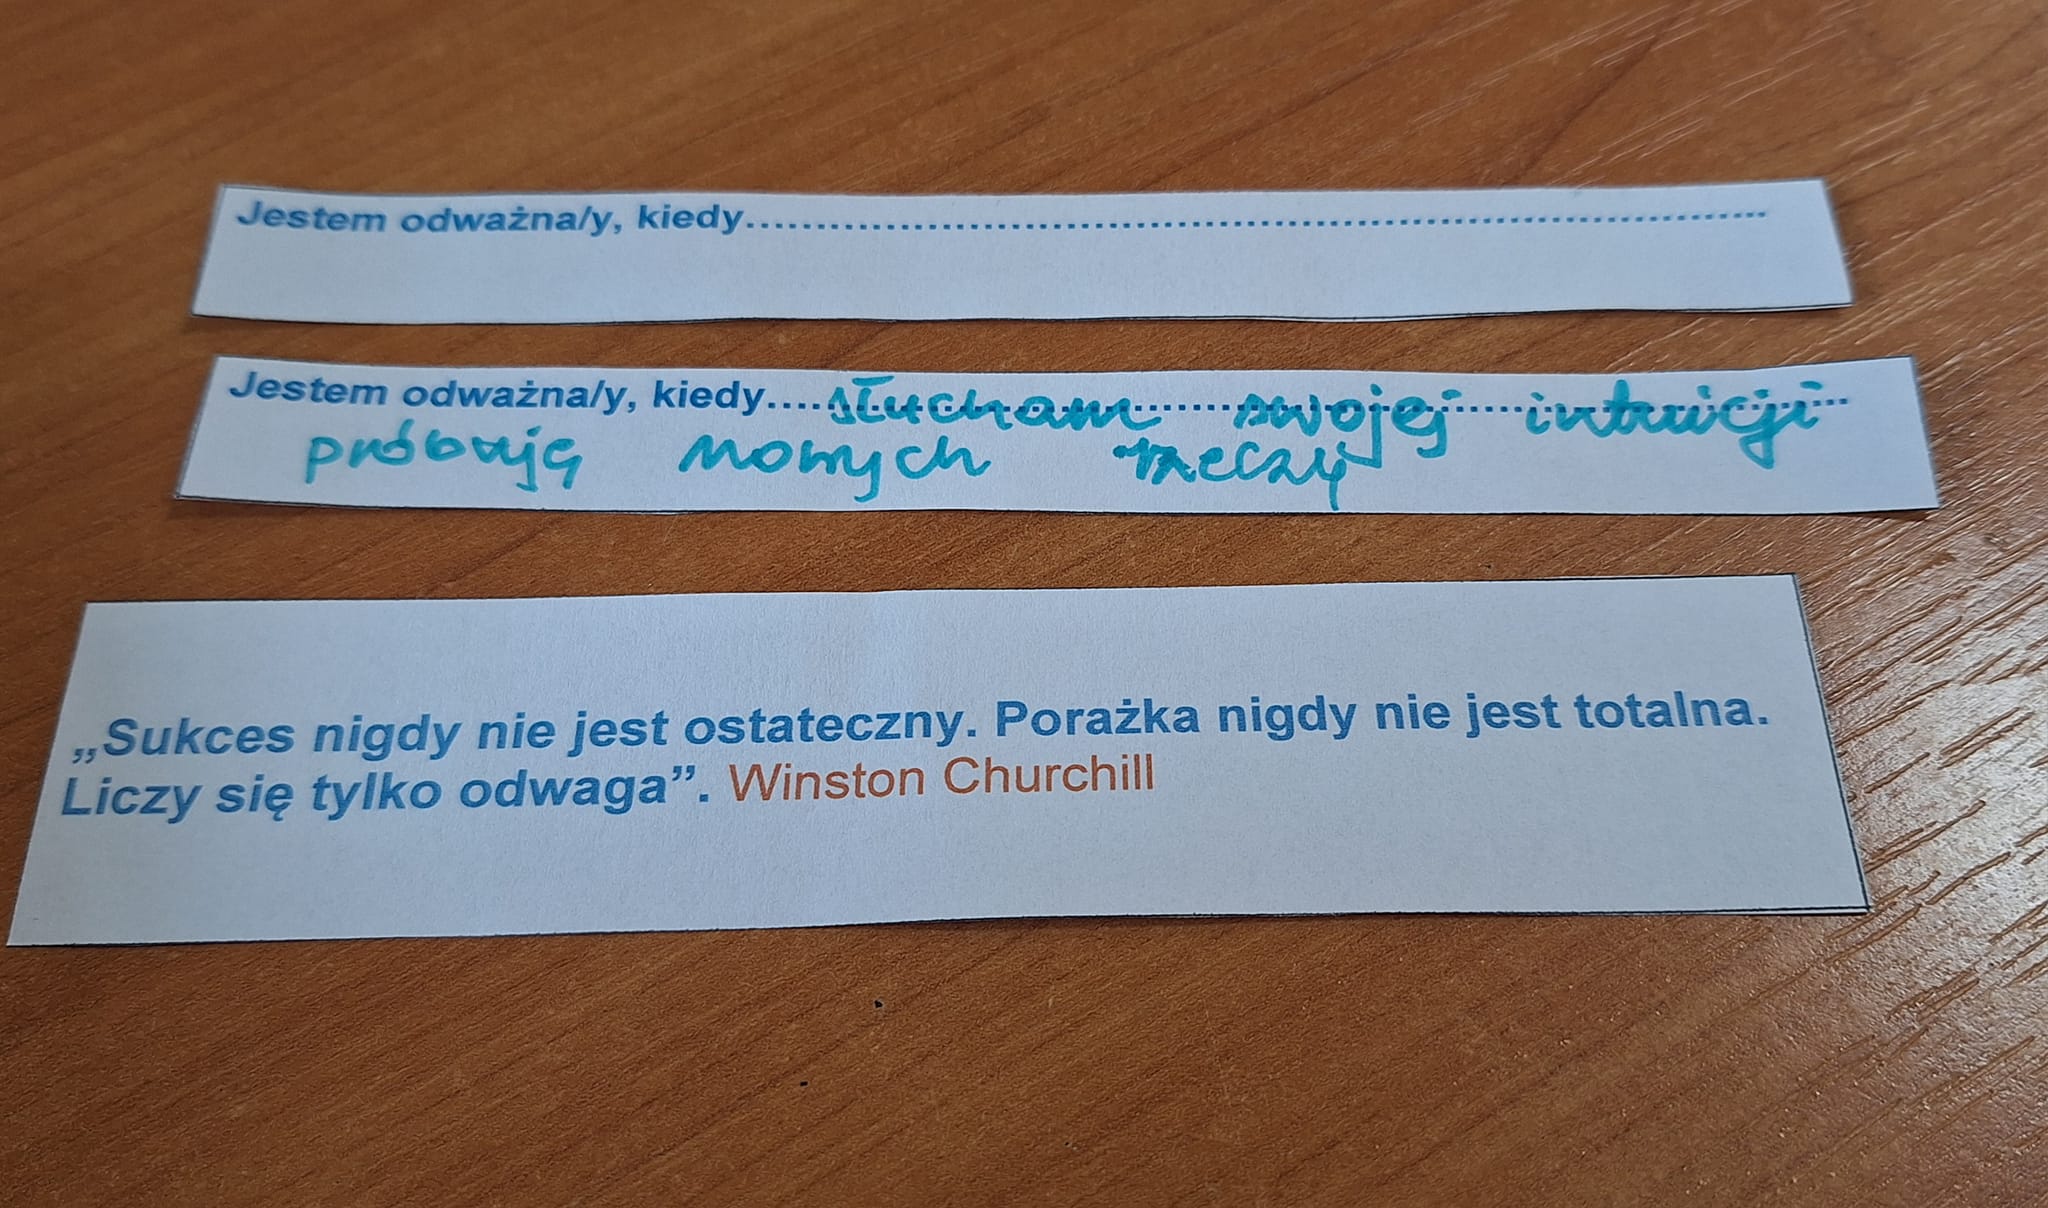 Jestem odważna/y, kiedy..........................................................................................
Jestem odważna/y, kiedy.... słucham swojej intuicji
próbuję nowych rzeczy
„Sukces nigdy nie jest ostateczny. Porażka nigdy nie jest totalna.
Liczy się tylko odwaga”. Winston Churchill